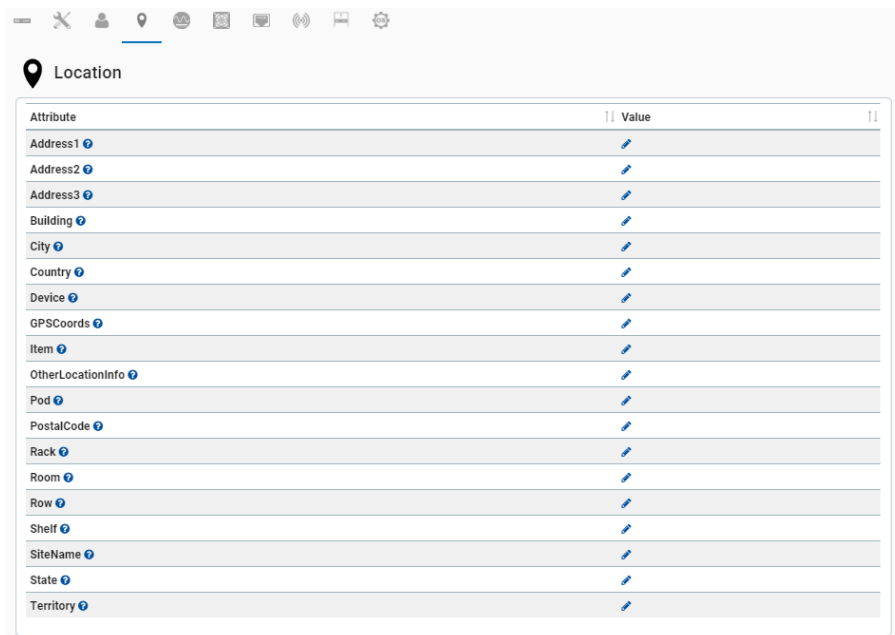 Location
Attribute Value
Address1
Address2
Address3
Building
City
Country
Device
GPSCoords
Item
OtherLocationInfo
Pod
PostalCode
Rack
Room
Row
Shelf
SiteName
State
Territory